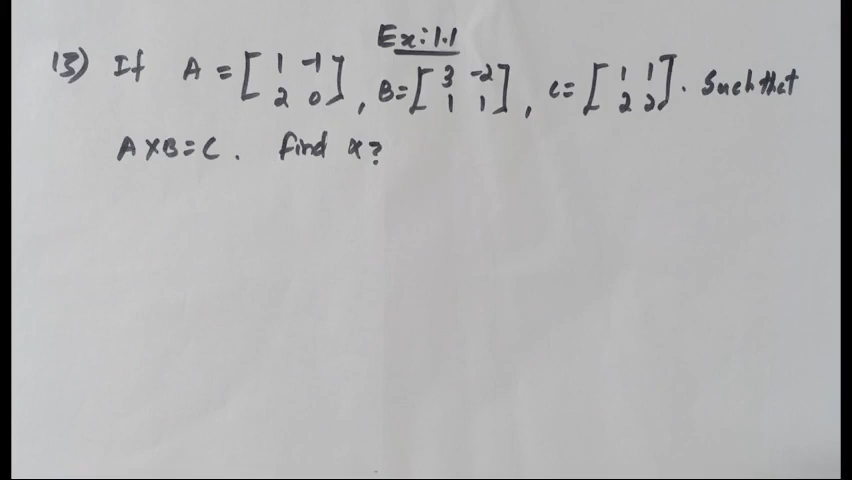 Ex: 1.1
13) If A = [1 -1 2 0], B = [3 -2 1 1], C = [1 1 2 2]. Such that
A X B = C. find x?